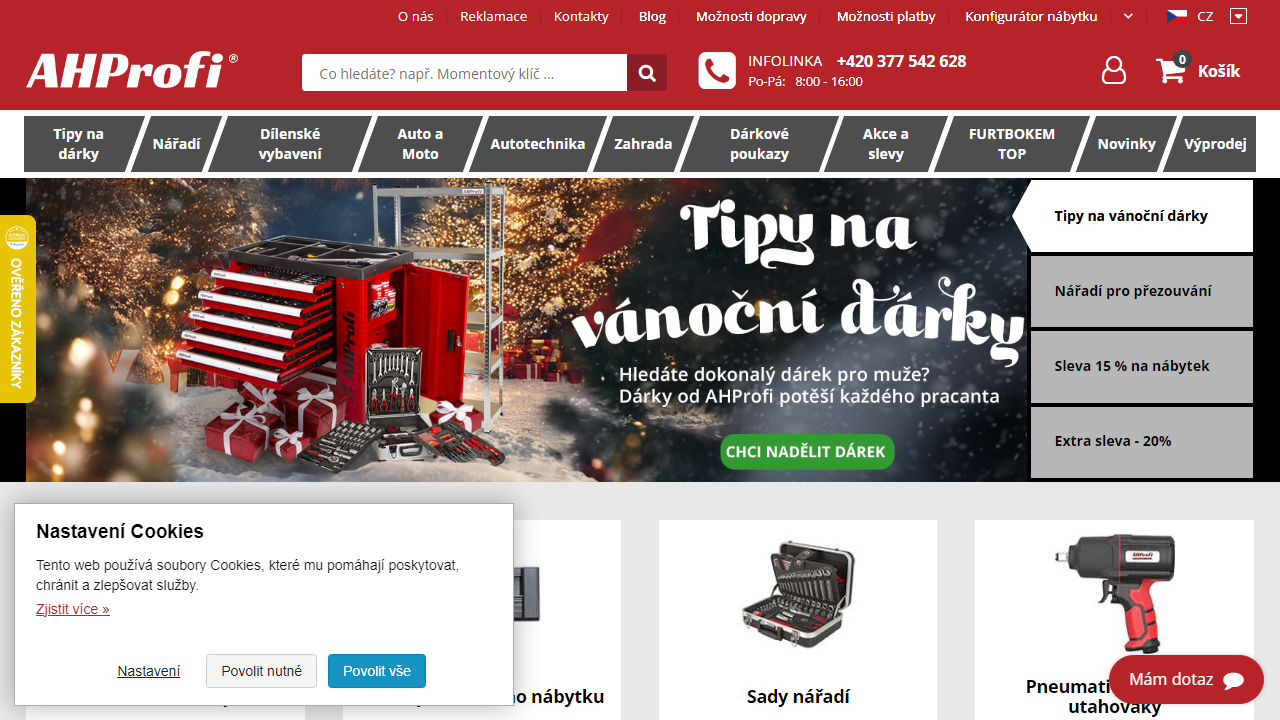 O nás
Reklamace
Kontakty
Blog
Možnosti dopravy
Možnosti platby
Konfigurátor nábytku
CZ
AHProfi®
Co hledáte? např. Momentový klíč ...
INFOLINKA +420 377 542 628
Po-Pá: 8:00 - 16:00
0
Košík
Tipy na
dárky
Nářadí
Dílenské
vybavení
Auto a
Moto
Autotechnika
Zahrada
Dárkové
poukazy
Akce a
slevy
FURTBOKEM
TOP
Novinky
Výprodej
Tipy na
vánoční dárky
Hledáte dokonalý dárek pro muže?
Dárky od AHProfi potěší každého pracanta
CHCI NADĚLIT DÁREK
AHProfi
Tipy na vánoční dárky
Nářadí pro přezouvání
Sleva 15 % na nábytek
Extra sleva - 20%
OVĚŘENO ZÁKAZNÍKY
Nastavení Cookies
Tento web používá soubory Cookies, které mu pomáhají poskytovat,
chránit a zlepšovat služby.
Zjistit více »
Nastavení
Povolit nutné
Povolit vše
nábytku
Sady nářadí
AHProfi
utahováky
Mám dotaz